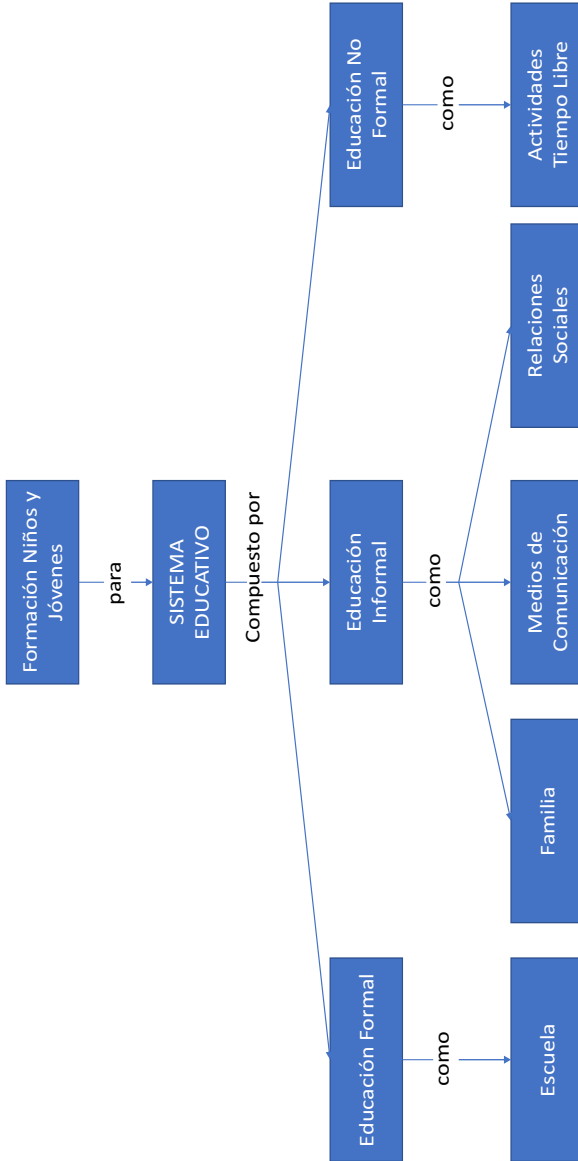 Formación Niños y
Jóvenes
para
SISTEMA
EDUCATIVO
Compuesto por
Educación Formal
Educación
Informal
Educación No
Formal
como
como
como
Escuela
Familia
Medios de
Comunicación
Relaciones
Sociales
Actividades
Tiempo Libre